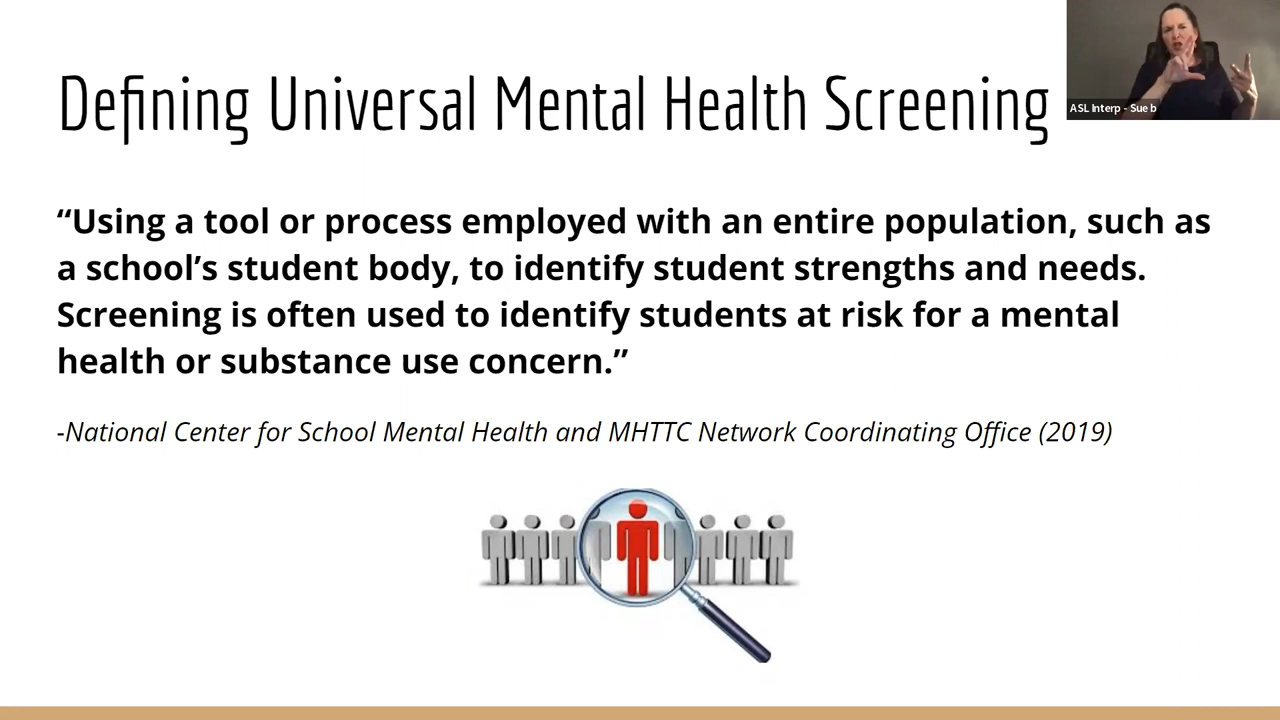 Defining Universal Mental Health Screening
ASL Interp - Sue b
“Using a tool or process employed with an entire population, such as
a school’s student body, to identify student strengths and needs.
Screening is often used to identify students at risk for a mental
health or substance use concern.”
-National Center for School Mental Health and MHTTC Network Coordinating Office (2019)